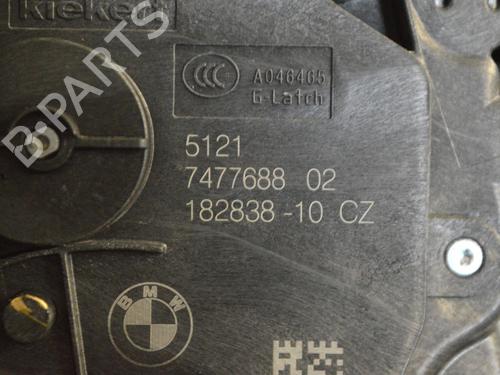 kiekert
CCC
A046465
G-Latch
5121
7477688 02
182838-10 CZ
BMW
B-PARTS